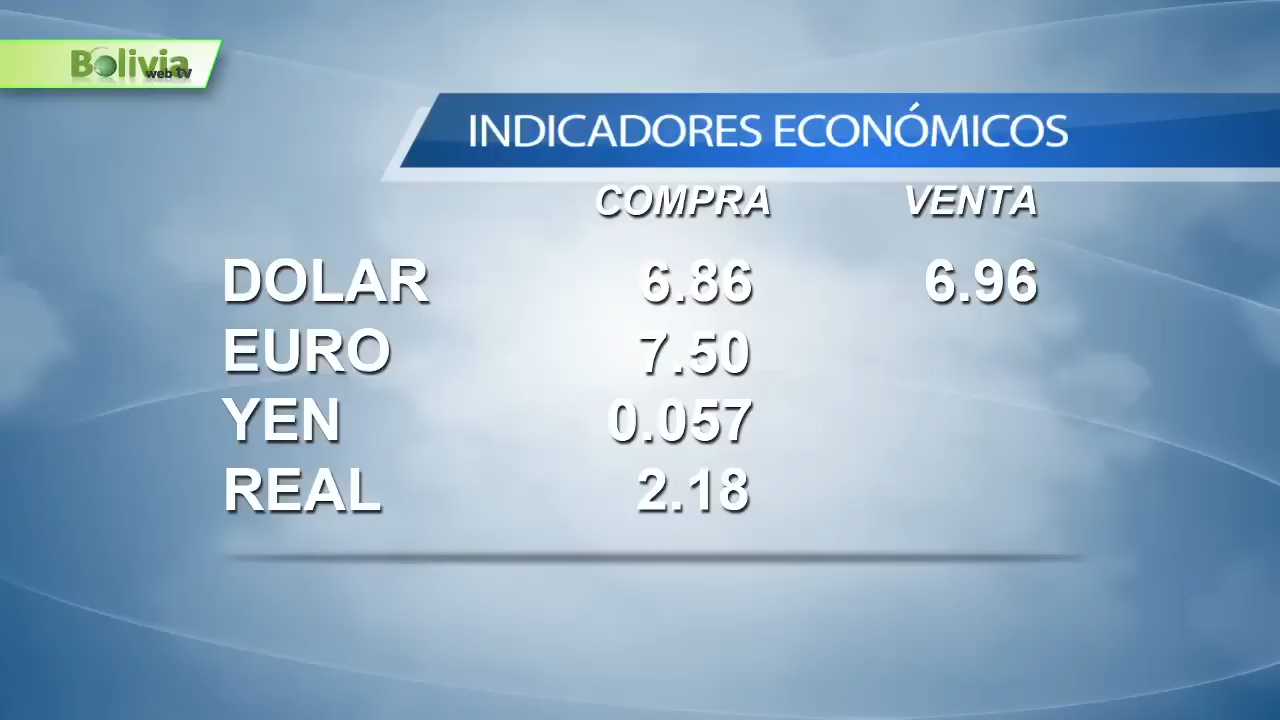 Bolivia
web tv
INDICADORES ECONÓMICOS
COMPRA VENTA
DOLAR 6.86 6.96
EURO 7.50
YEN 0.057
REAL 2.18